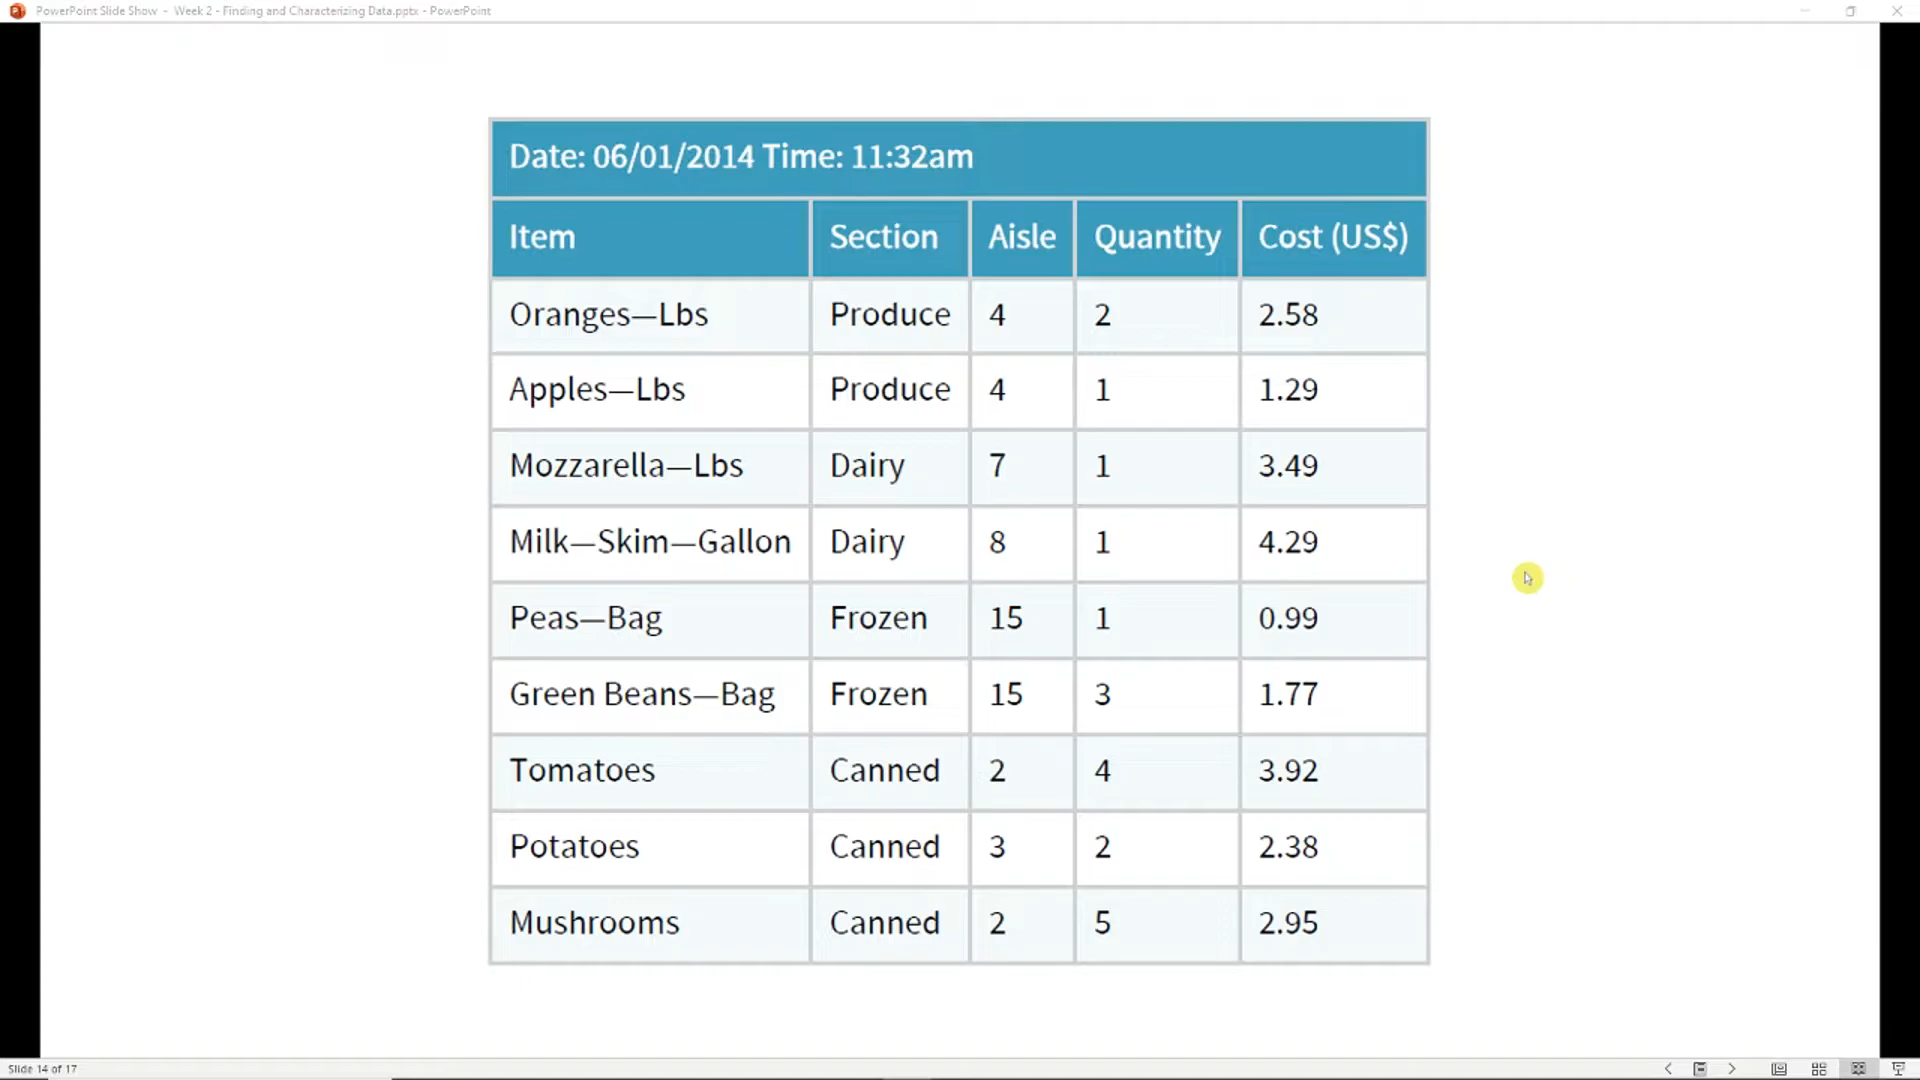 PowerPoint Slide Show - Week 2 - Finding and Characterizing Data.pptx - PowerPoint
Date: 06/01/2014 Time: 11:32am
Item Section Aisle Quantity Cost (US$)
Oranges—Lbs Produce 4 2 2.58
Apples—Lbs Produce 4 1 1.29
Mozzarella—Lbs Dairy 7 1 3.49
Milk—Skim—Gallon Dairy 8 1 4.29
Peas—Bag Frozen 15 1 0.99
Green Beans—Bag Frozen 15 3 1.77
Tomatoes Canned 2 4 3.92
Potatoes Canned 3 2 2.38
Mushrooms Canned 2 5 2.95
Slide 14 of 17